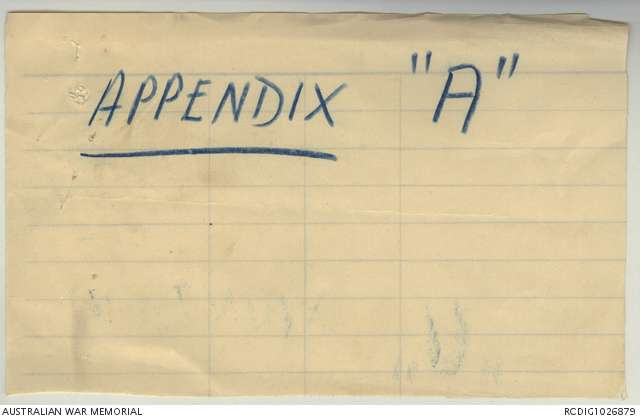 APPENDIX "A"
AUSTRALIAN WAR MEMORIAL RCDIG1026879